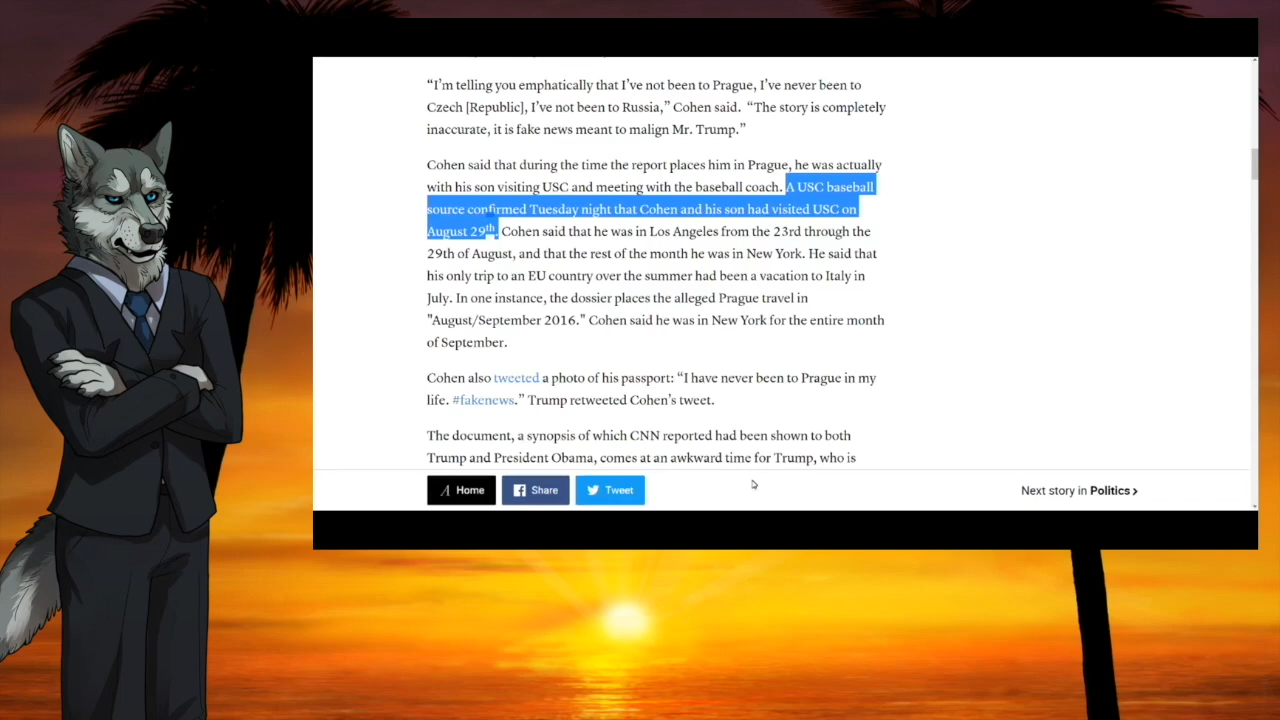 “I’m telling you emphatically that I’ve not been to Prague, I’ve never been to
Czech [Republic], I’ve not been to Russia,” Cohen said.  “The story is completely
inaccurate, it is fake news meant to malign Mr. Trump.”
Cohen said that during the time the report places him in Prague, he was actually
with his son visiting USC and meeting with the baseball coach. A USC baseball
source confirmed Tuesday night that Cohen and his son had visited USC on
August 29th. Cohen said that he was in Los Angeles from the 23rd through the
29th of August, and that the rest of the month he was in New York. He said that
his only trip to an EU country over the summer had been a vacation to Italy in
July. In one instance, the dossier places the alleged Prague travel in
"August/September 2016." Cohen said he was in New York for the entire month
of September.
Cohen also tweeted a photo of his passport: “I have never been to Prague in my
life. #fakenews.” Trump retweeted Cohen’s tweet.
The document, a synopsis of which CNN reported had been shown to both
Trump and President Obama, comes at an awkward time for Trump, who is
A Home Share Tweet Next story in Politics ›